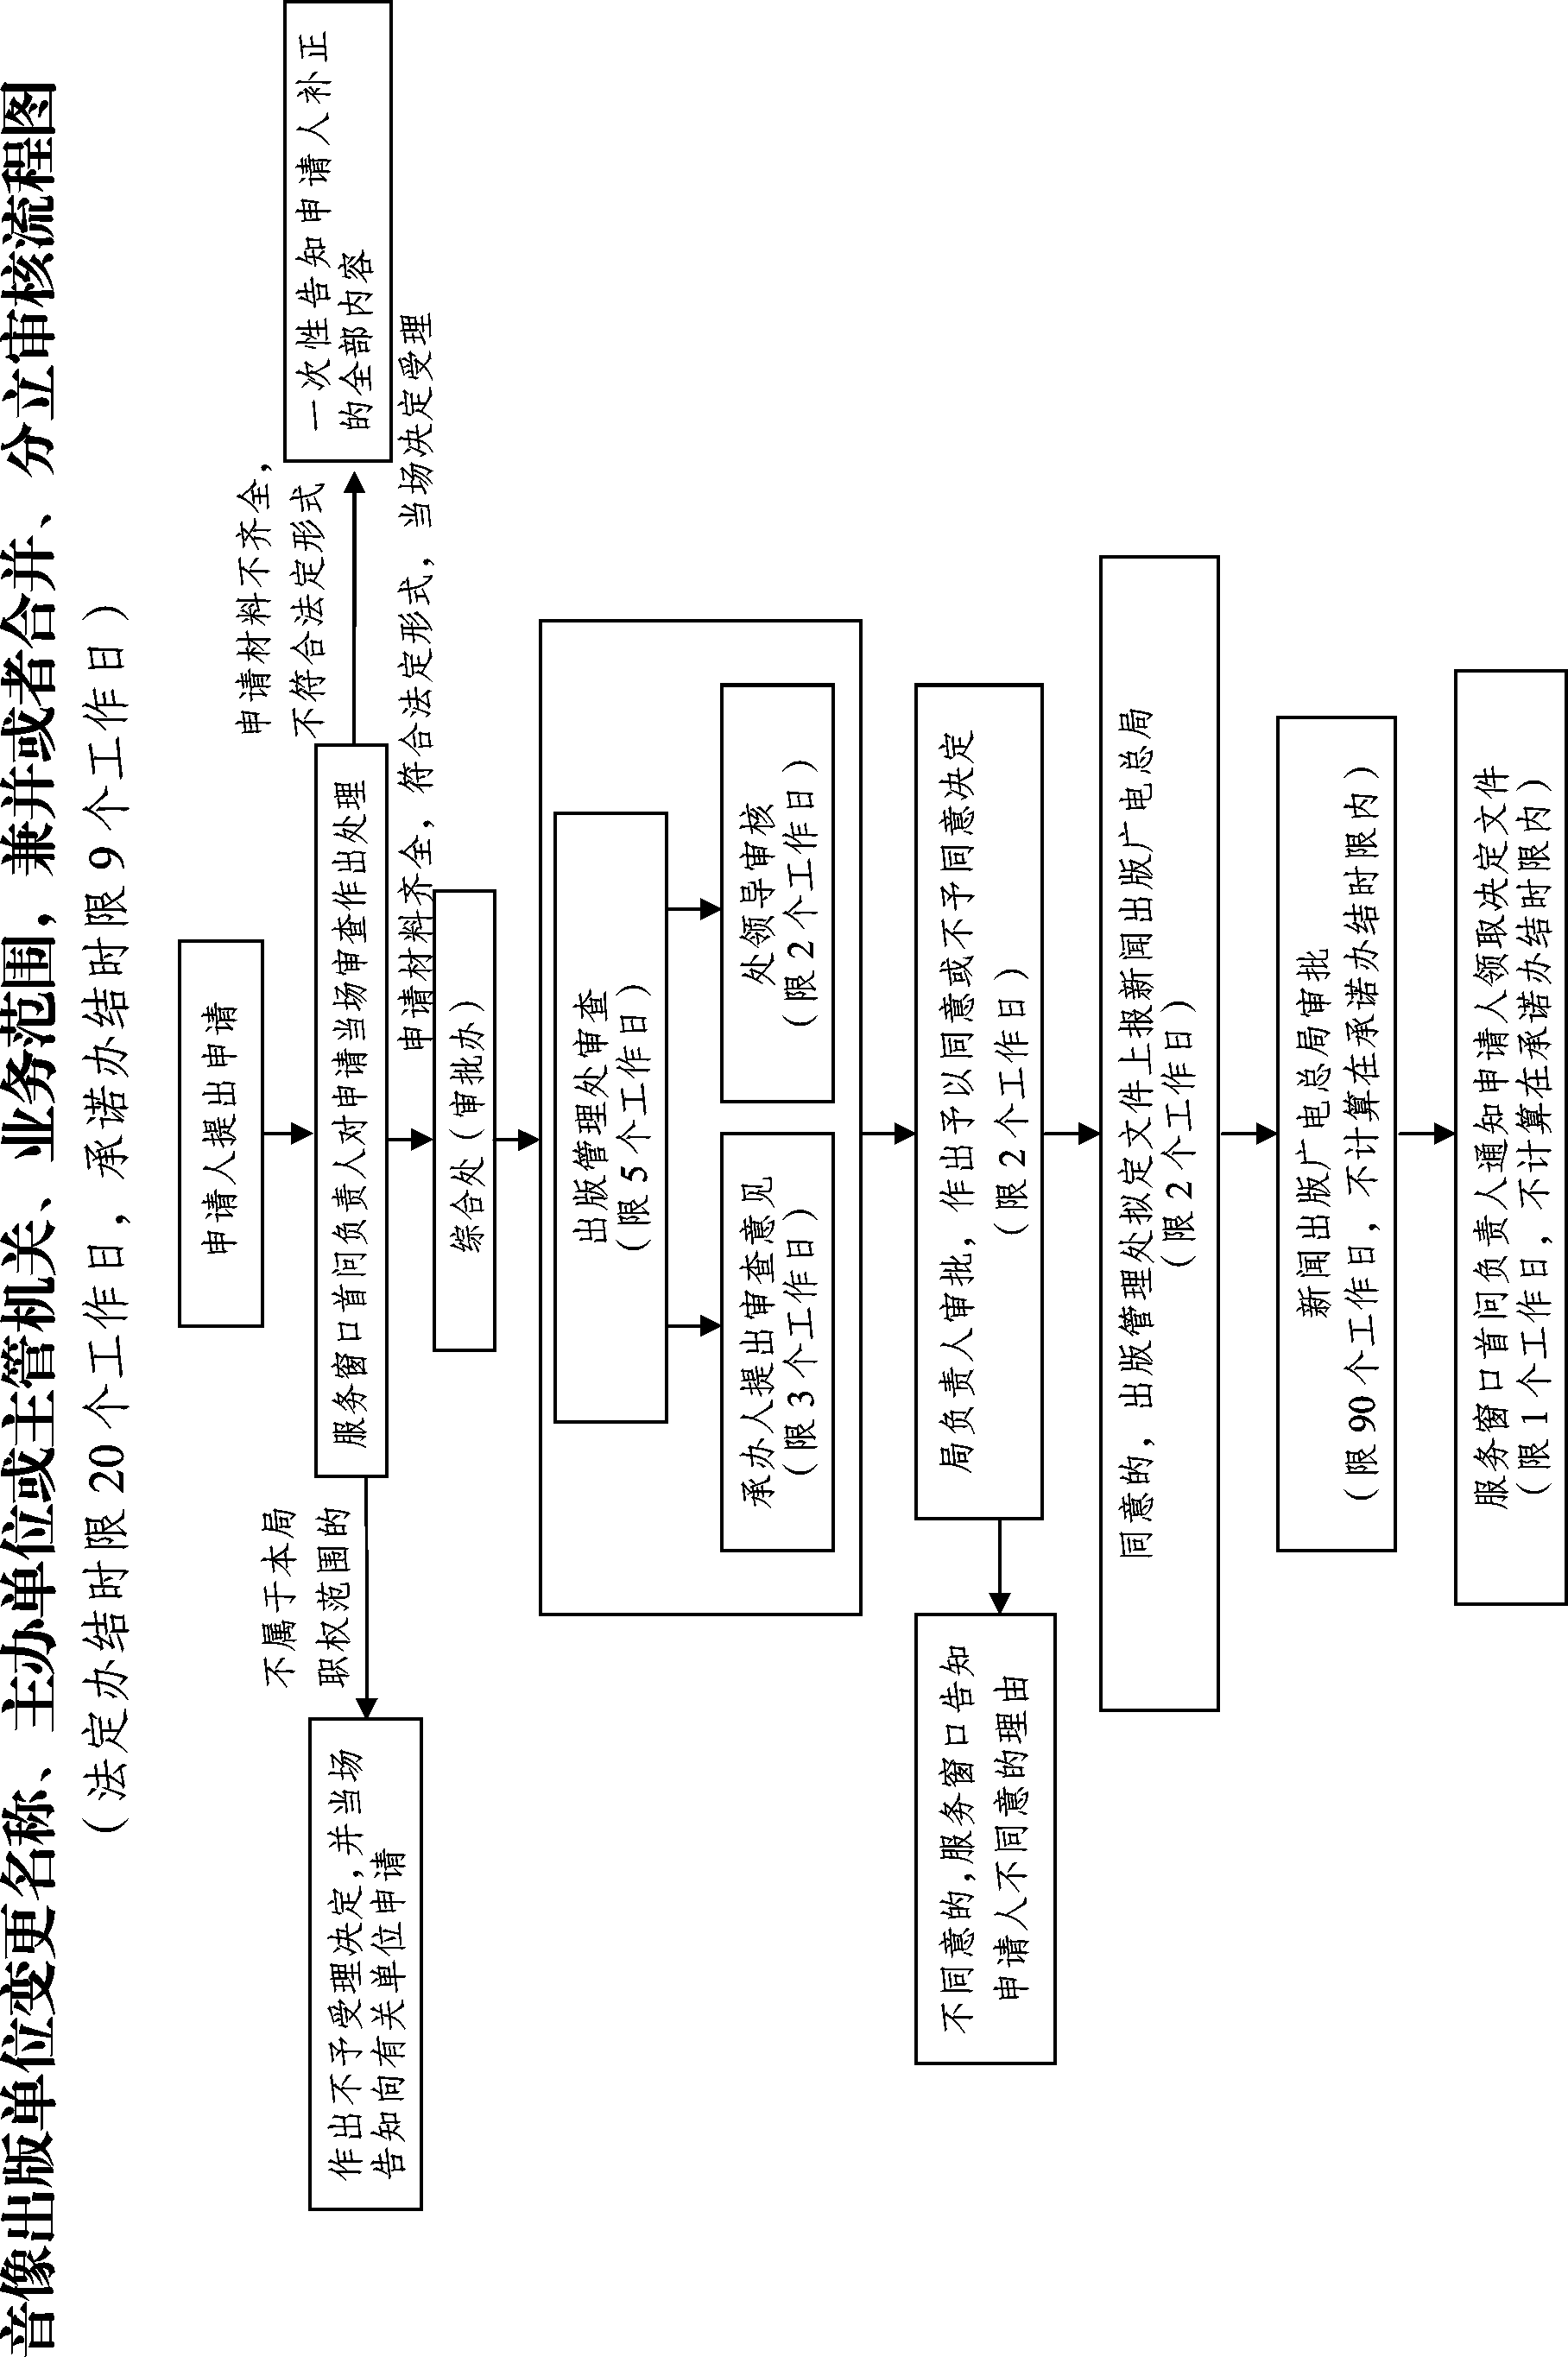 音像出版单位变更名称、主办单位或主管机关、业务范围，兼并或者合并、分立审核流程图
（法定办结时限 20 个工作日，承诺办结时限 9 个工作日）
申请人提出申请
服务窗口首问负责人对申请当场审查作出处理
不属于本局
职权范围的
作出不予受理决定，并当场
告知向有关单位申请
申请材料不齐全，
不符合法定形式
一次性告知申请人补正
的全部内容
申请材料齐全，符合法定形式，当场决定受理
综合处（审批办）
出版管理处审查
（限 5 个工作日）
承办人提出审查意见
（限 3 个工作日）
处领导审核
（限 2 个工作日）
局负责人审批，作出予以同意或不予同意决定
（限 2 个工作日）
不同意的，服务窗口告知
申请人不同意的理由
同意的，出版管理处拟定文件上报新闻出版广电总局
（限 2 个工作日）
新闻出版广电总局审批
（限 90 个工作日，不计算在承诺办结时限内）
服务窗口首问负责人通知申请人领取决定文件
（限 1 个工作日，不计算在承诺办结时限内）